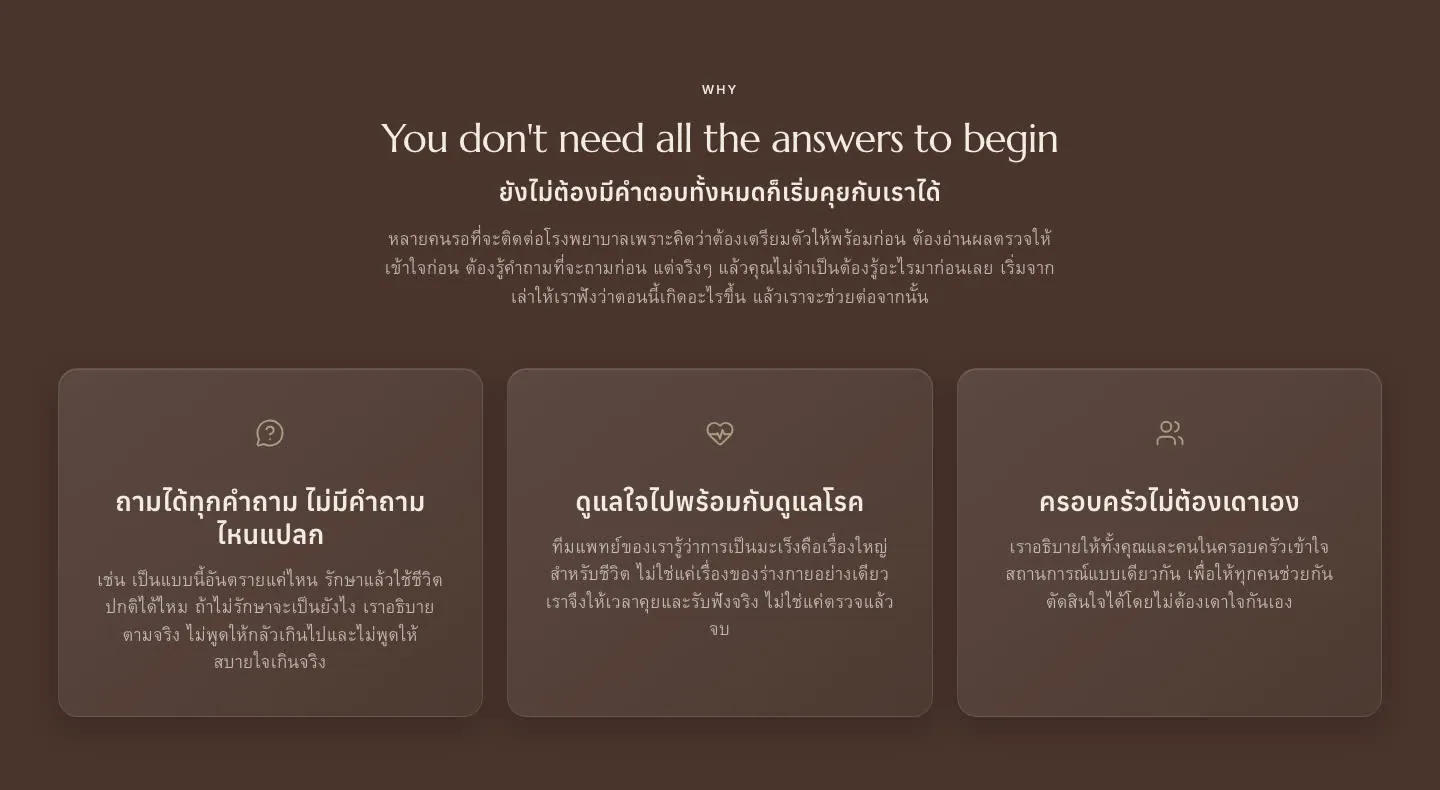 WHY
You don't need all the answers to begin
ยังไม่ต้องมีคำตอบทั้งหมดก็เริ่มคุยกับเราได้
หลายคนรอที่จะติดต่อโรงพยาบาลเพราะคิดว่าต้องเตรียมตัวให้พร้อมก่อน ต้องอ่านผลตรวจให้
เข้าใจก่อน ต้องรู้คำถามที่จะถามก่อน แต่จริงๆ แล้วคุณไม่จำเป็นต้องรู้อะไรมาก่อนเลย เริ่มจาก
เล่าให้เราฟังว่าตอนนี้เกิดอะไรขึ้น แล้วเราจะช่วยต่อจากนั้น
ถามได้ทุกคำถาม ไม่มีคำถาม
ไหนแปลก
เช่น เป็นแบบนี้อันตรายแค่ไหน รักษาแล้วใช้ชีวิต
ปกติได้ไหม ถ้าไม่รักษาจะเป็นยังไง เราอธิบาย
ตามจริง ไม่พูดให้กลัวเกินไปและไม่พูดให้
สบายใจเกินจริง
ดูแลใจไปพร้อมกับดูแลโรค
ทีมแพทย์ของเรารู้ว่าการเป็นมะเร็งคือเรื่องใหญ่
สำหรับชีวิต ไม่ใช่แค่เรื่องของร่างกายอย่างเดียว
เราจึงให้เวลาคุยและรับฟังจริง ไม่ใช่แค่ตรวจแล้ว
จบ
ครอบครัวไม่ต้องเดาเอง
เราอธิบายให้ทั้งคุณและคนในครอบครัวเข้าใจ
สถานการณ์แบบเดียวกัน เพื่อให้ทุกคนช่วยกัน
ตัดสินใจได้โดยไม่ต้องเดาใจกันเอง